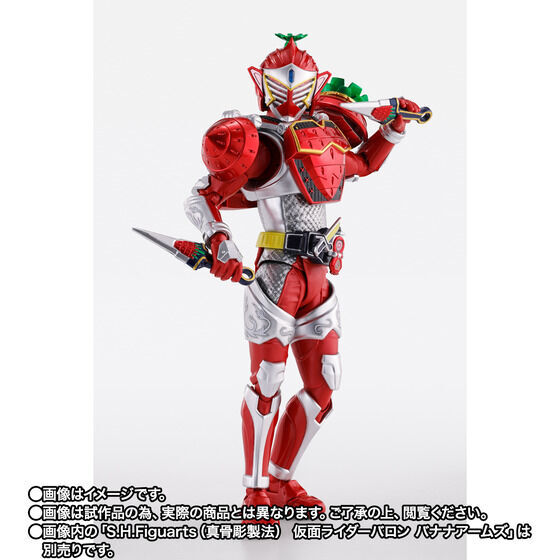 ●画像はイメージです。
●画像は試作品の為、実際の商品とは異なります。ご了承の上、閲覧ください。
●画像内の「S.H.Figuarts(真骨彫製法)　仮面ライダーバロン バナナアームズ」は
別売りです。